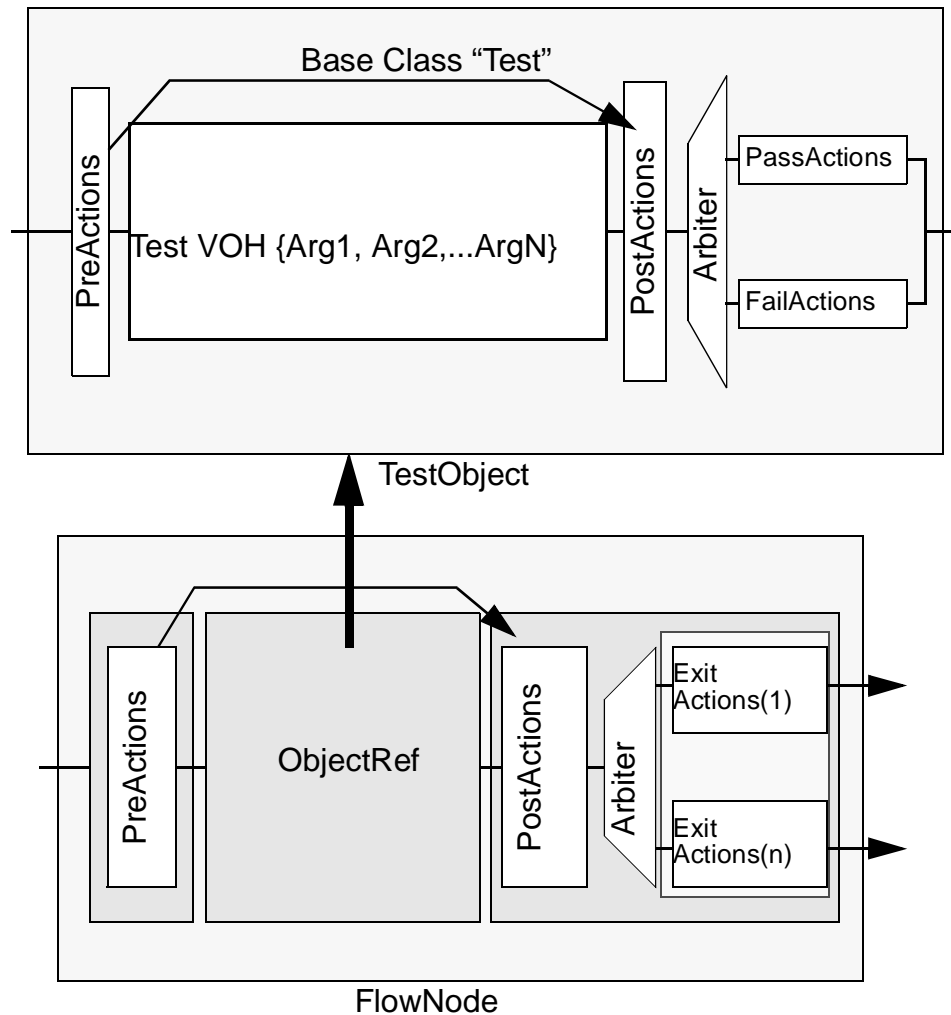 Base Class “Test”
PreActions
Test VOH {Arg1, Arg2,...ArgN}
PostActions
Arbiter
PassActions
FailActions
TestObject
PreActions
ObjectRef
PostActions
Arbiter
Exit
Actions(1)
Exit
Actions(n)
FlowNode